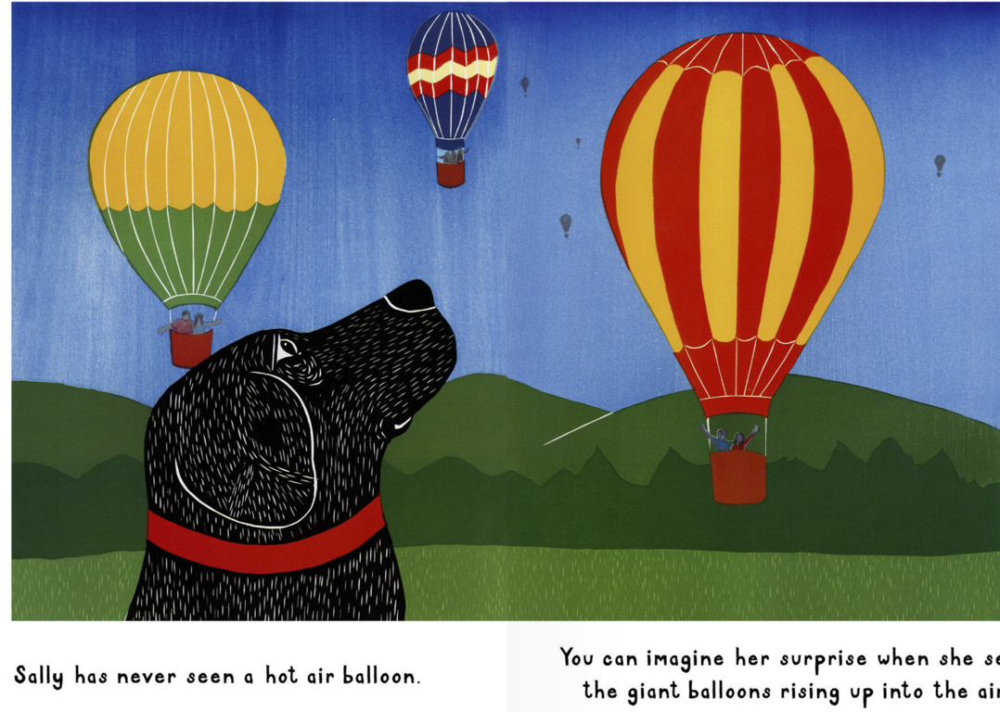 Sally has never seen a hot air balloon.
You can imagine her surprise when she
the giant balloons rising up into the